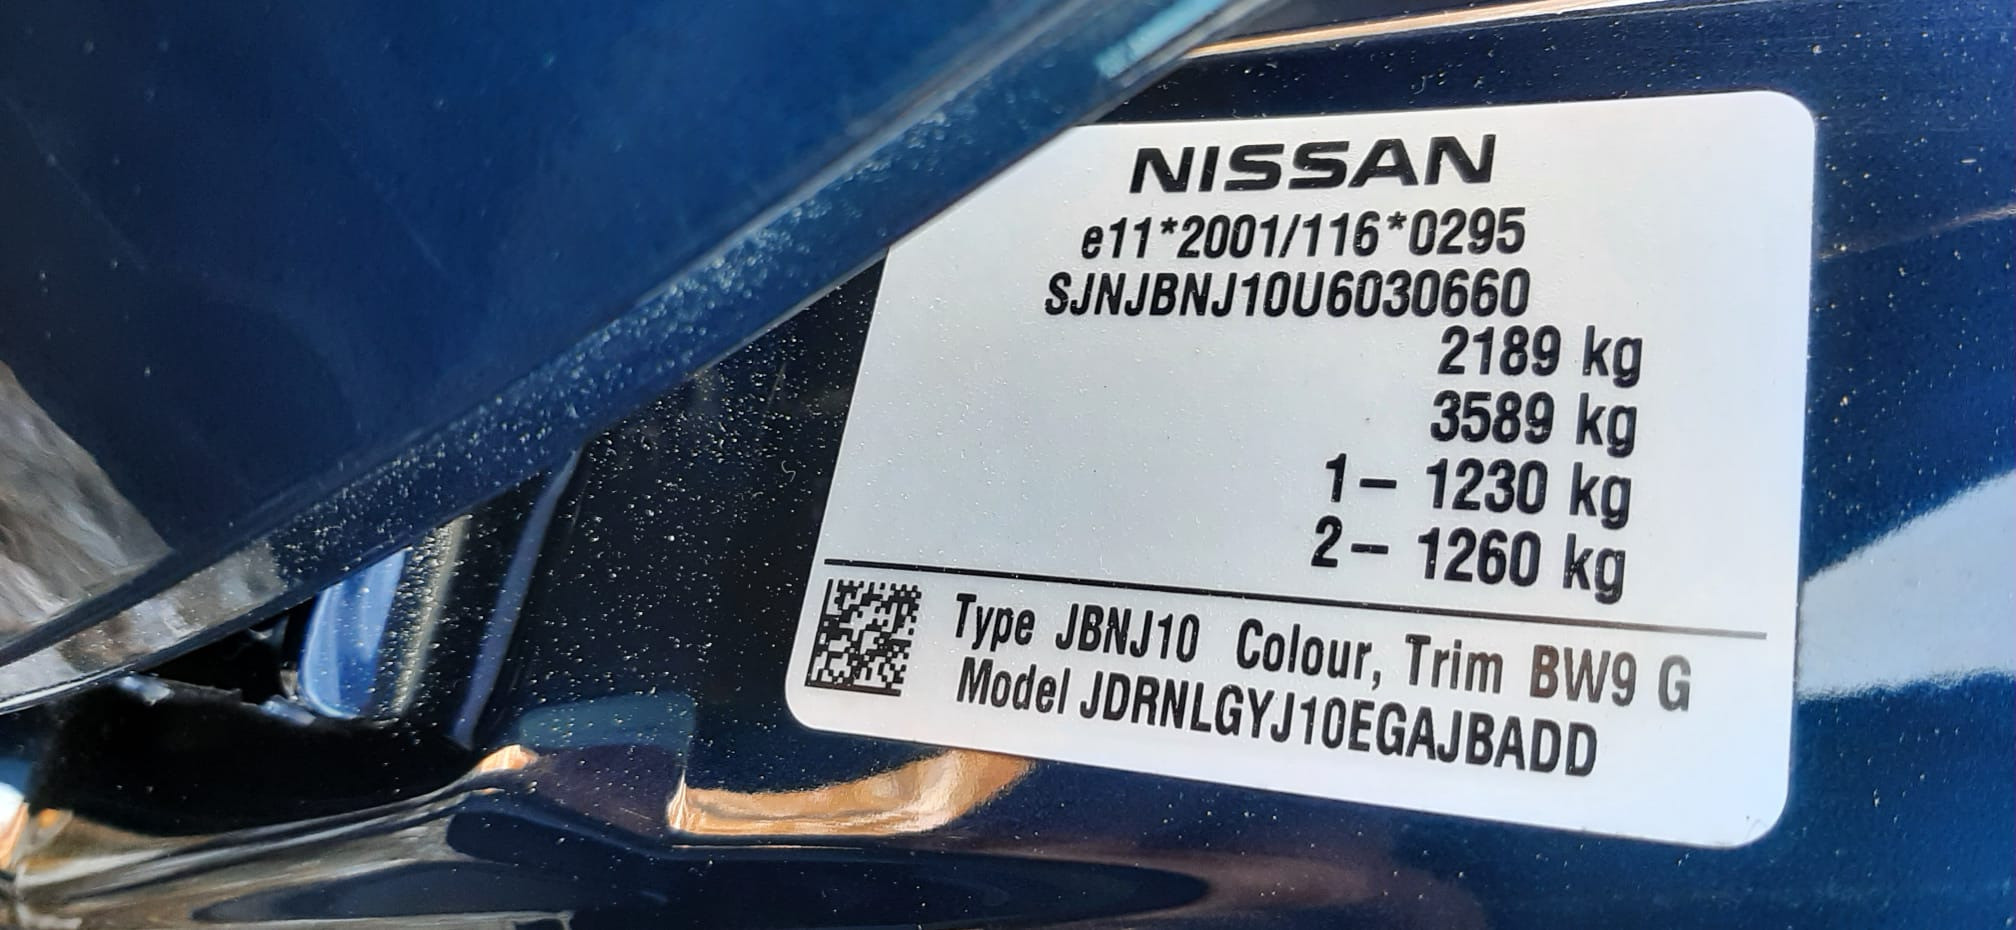 NISSAN
e11*2001/116*0295
SJNJBNJ10U6030660
2189 kg
3589 kg
1– 1230 kg
2– 1260 kg
Type JBNJ10 Colour, Trim BW9 G
Model JDRNLGYJ10EGAJBADD